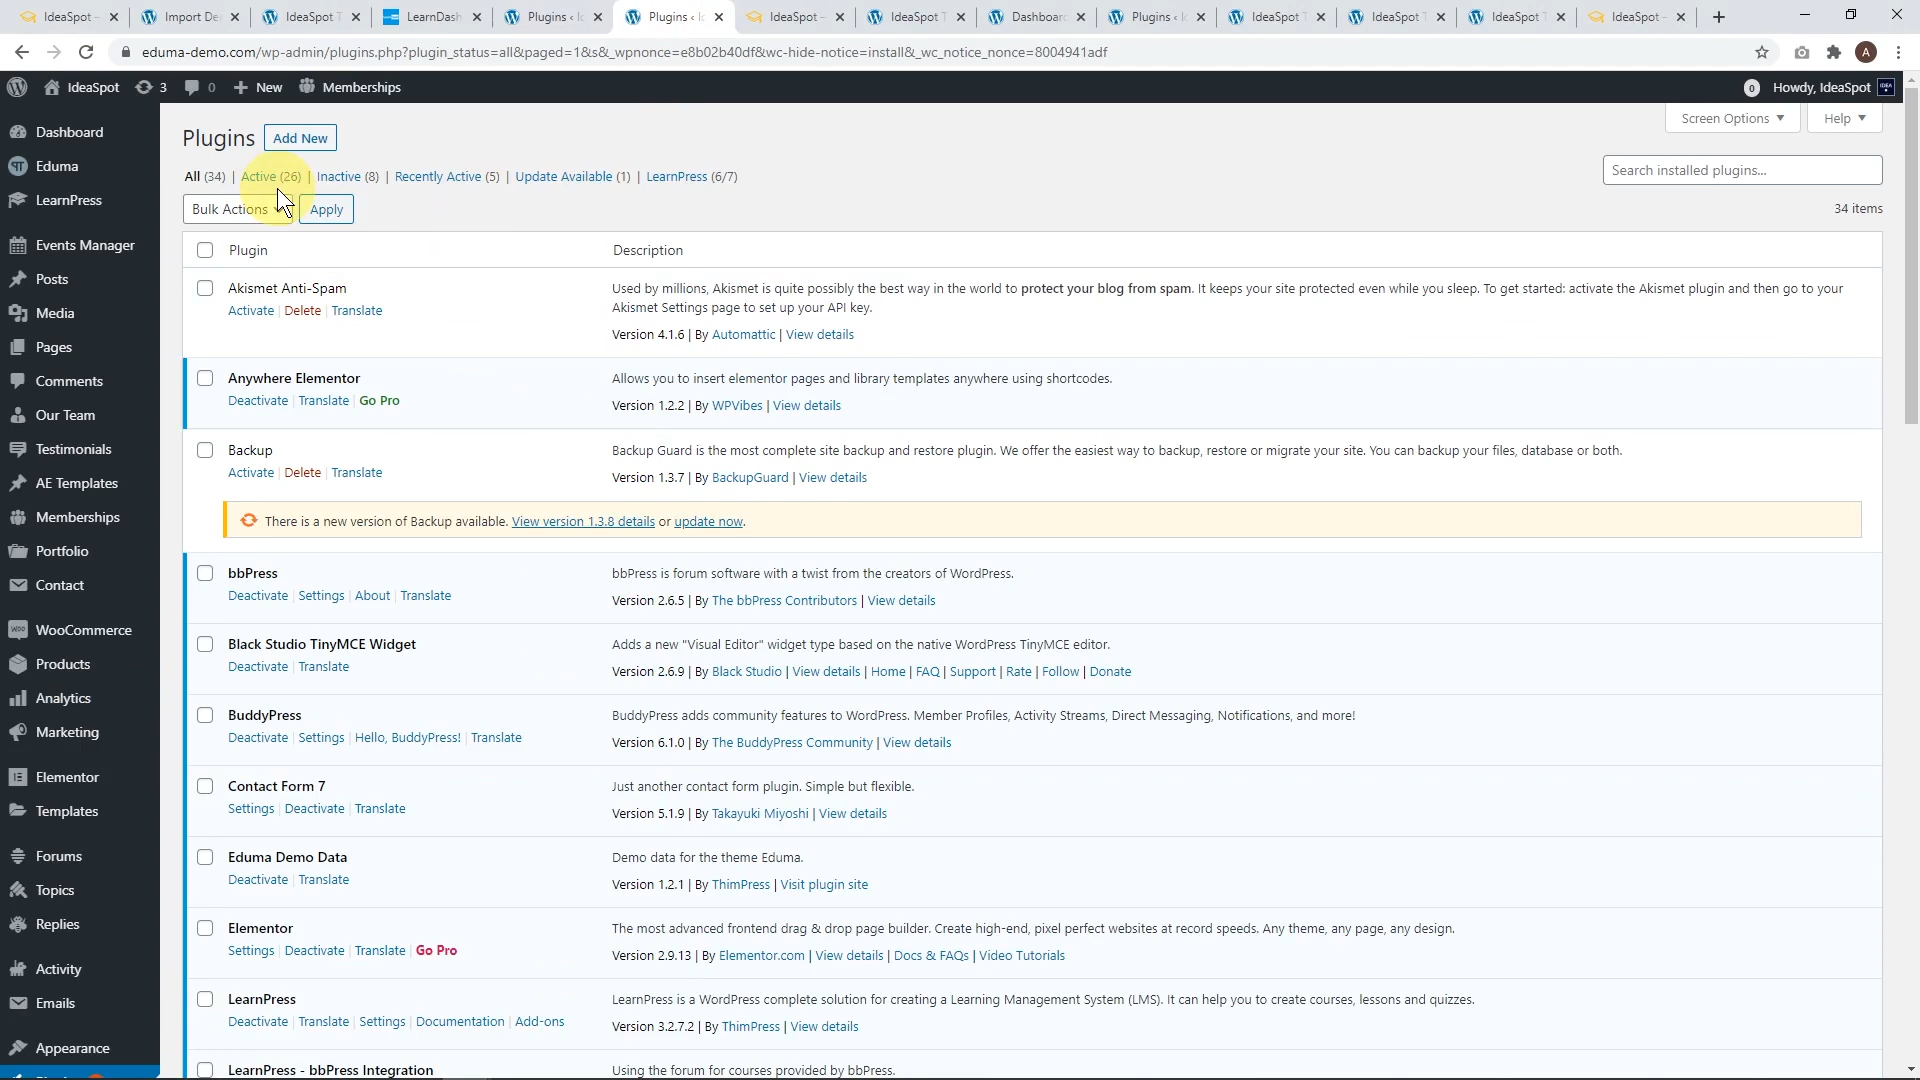 IdeaSpot -
Import De
IdeaSpot T
LearnDash
Plugins ‹ Ic
Plugins ‹ Ic
IdeaSpot -
IdeaSpot T
Dashboard
Plugins ‹ Ic
IdeaSpot T
IdeaSpot T
IdeaSpot T
IdeaSpot -
eduma-demo.com/wp-admin/plugins.php?plugin_status=all&paged=1&s&_wpnonce=e8b02b40df&wc-hide-notice=install&_wc_notice_nonce=8004941adf
A
IdeaSpot 3 0 New Memberships
0 Howdy, IdeaSpot
Dashboard
Eduma
LearnPress
Events Manager
Posts
Media
Pages
Comments
Our Team
Testimonials
AE Templates
Memberships
Portfolio
Contact
WooCommerce
Products
Analytics
Marketing
Elementor
Templates
Forums
Topics
Replies
Activity
Emails
Appearance
Screen Options Help
Plugins Add New
All (34) | Active (26) | Inactive (8) | Recently Active (5) | Update Available (1) | LearnPress (6/7)
Search installed plugins...
Bulk Actions Apply
34 items
Plugin Description
Akismet Anti-Spam
Activate | Delete | Translate
Used by millions, Akismet is quite possibly the best way in the world to protect your blog from spam. It keeps your site protected even while you sleep. To get started: activate the Akismet plugin and then go to your
Akismet Settings page to set up your API key.
Version 4.1.6 | By Automattic | View details
Anywhere Elementor
Deactivate | Translate | Go Pro
Allows you to insert elementor pages and library templates anywhere using shortcodes.
Version 1.2.2 | By WPVibes | View details
Backup
Activate | Delete | Translate
Backup Guard is the most complete site backup and restore plugin. We offer the easiest way to backup, restore or migrate your site. You can backup your files, database or both.
Version 1.3.7 | By BackupGuard | View details
There is a new version of Backup available. View version 1.3.8 details or update now.
bbPress
Deactivate | Settings | About | Translate
bbPress is forum software with a twist from the creators of WordPress.
Version 2.6.5 | By The bbPress Contributors | View details
Black Studio TinyMCE Widget
Deactivate | Translate
Adds a new "Visual Editor" widget type based on the native WordPress TinyMCE editor.
Version 2.6.9 | By Black Studio | View details | Home | FAQ | Support | Rate | Follow | Donate
BuddyPress
Deactivate | Settings | Hello, BuddyPress! | Translate
BuddyPress adds community features to WordPress. Member Profiles, Activity Streams, Direct Messaging, Notifications, and more!
Version 6.1.0 | By The BuddyPress Community | View details
Contact Form 7
Settings | Deactivate | Translate
Just another contact form plugin. Simple but flexible.
Version 5.1.9 | By Takayuki Miyoshi | View details
Eduma Demo Data
Deactivate | Translate
Demo data for the theme Eduma.
Version 1.2.1 | By ThimPress | Visit plugin site
Elementor
Settings | Deactivate | Translate | Go Pro
The most advanced frontend drag & drop page builder. Create high-end, pixel perfect websites at record speeds. Any theme, any page, any design.
Version 2.9.13 | By Elementor.com | View details | Docs & FAQs | Video Tutorials
LearnPress
Deactivate | Translate | Settings | Documentation | Add-ons
LearnPress is a WordPress complete solution for creating a Learning Management System (LMS). It can help you to create courses, lessons and quizzes.
Version 3.2.7.2 | By ThimPress | View details
LearnPress - bbPress Integration
Using the forum for courses provided by bbPress.